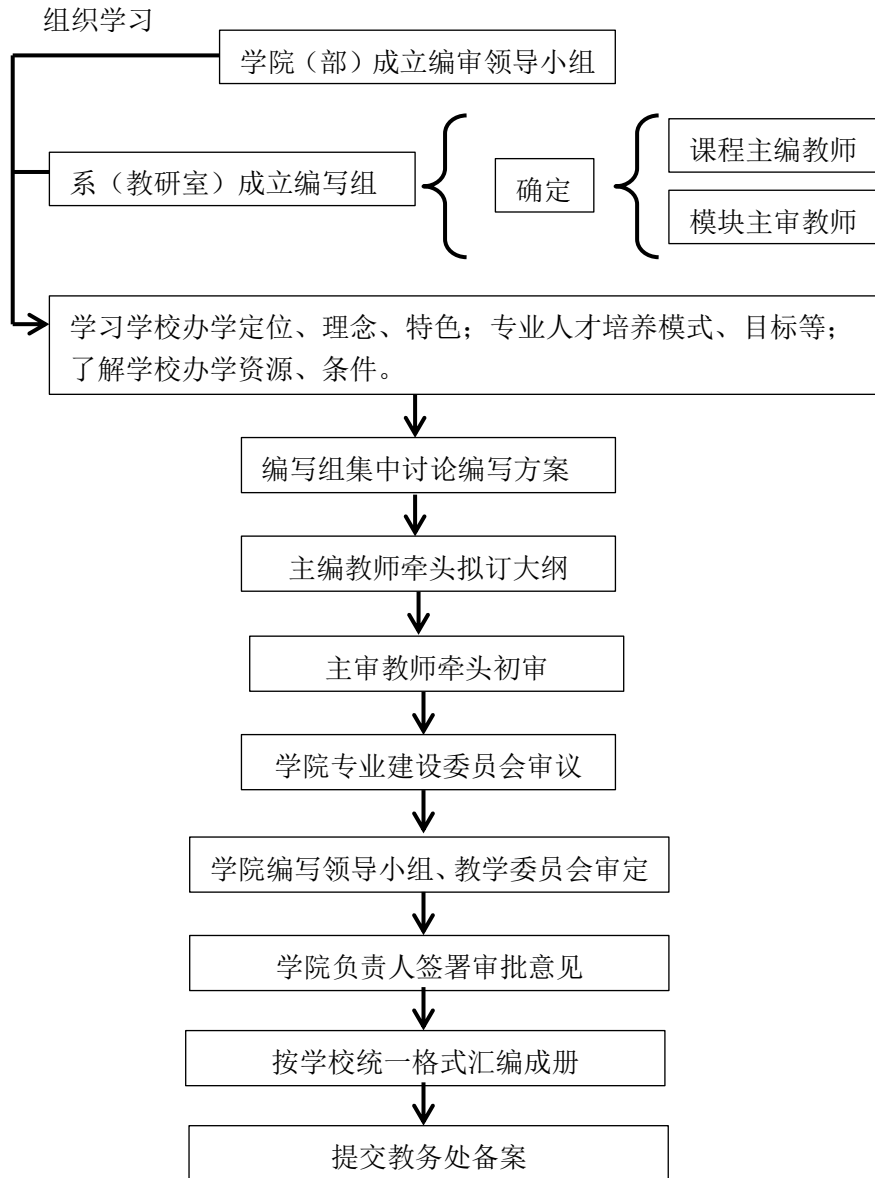 组织学习
学院（部）成立编审领导小组
课程主编教师
系（教研室）成立编写组
确定
模块主审教师
学习学校办学定位、理念、特色；专业人才培养模式、目标等；
了解学校办学资源、条件。
编写组集中讨论编写方案
主编教师牵头拟订大纲
主审教师牵头初审
学院专业建设委员会审议
学院编写领导小组、教学委员会审定
学院负责人签署审批意见
按学校统一格式汇编成册
提交教务处备案